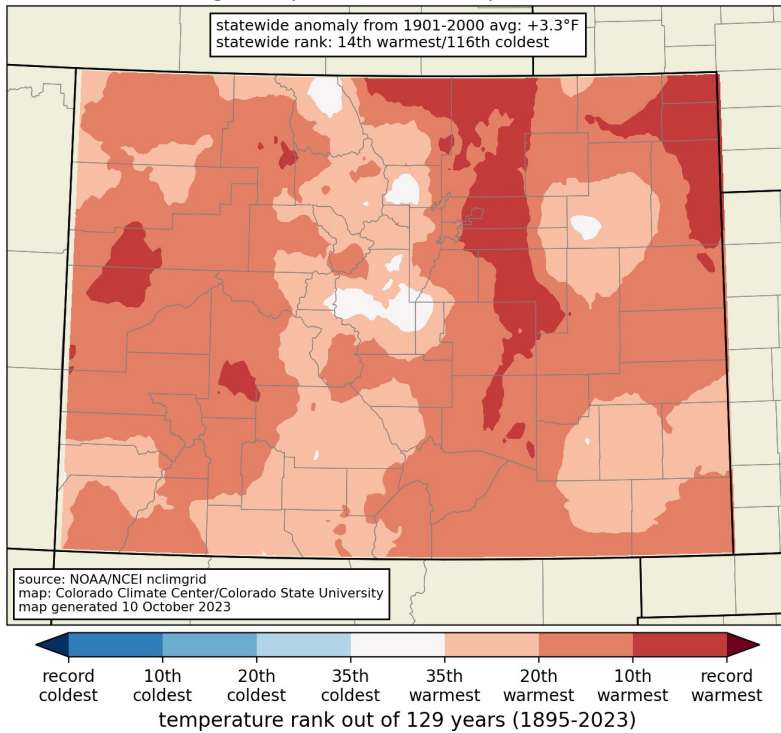 statewide anomaly from 1901-2000 avg: +3.3°F
statewide rank: 14th warmest/116th coldest
source: NOAA/NCEI nclimgrid
map: Colorado Climate Center/Colorado State University
map generated 10 October 2023
record 10th 20th 35th 35th 20th 10th record
coldest coldest coldest coldest warmest warmest warmest warmest
temperature rank out of 129 years (1895-2023)